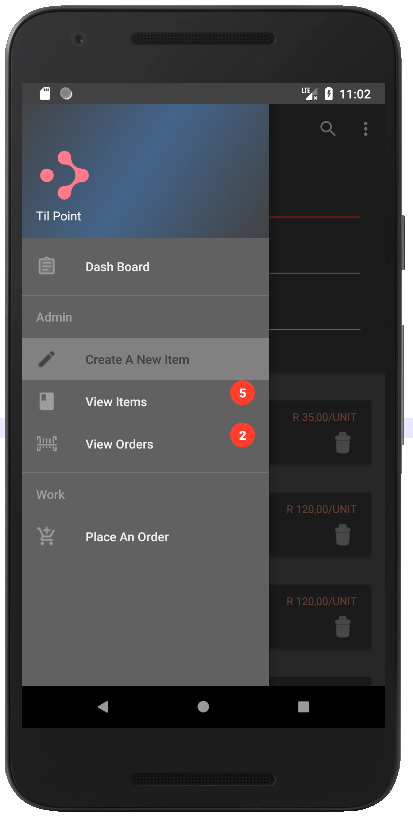 LTE 11:02
Til Point
Dash Board
Admin
Create A New Item
View Items 5
View Orders 2
Work
Place An Order
R 35,00/UNIT
R 120,00/UNIT
R 120,00/UNIT